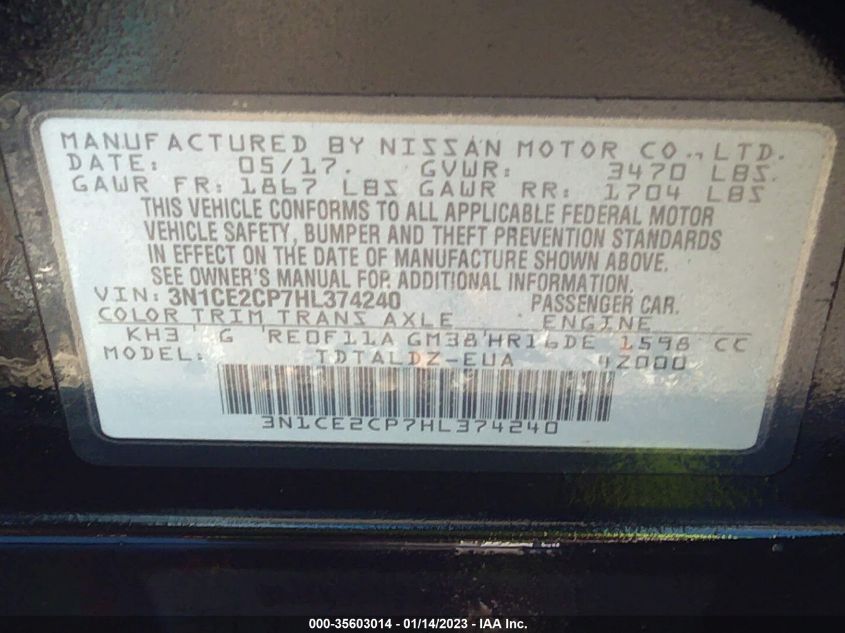 MANUFACTURED BY NISSAN MOTOR CO., LTD.
DATE: 05/17. GVWR: 3470 LBS.
GAWR FR: 1867 LBS GAWR RR: 1704 LBS
THIS VEHICLE CONFORMS TO ALL APPLICABLE FEDERAL MOTOR
VEHICLE SAFETY, BUMPER AND THEFT PREVENTION STANDARDS
IN EFFECT ON THE DATE OF MANUFACTURE SHOWN ABOVE.
SEE OWNER'S MANUAL FOR ADDITIONAL INFORMATION.
VIN: 3N1CE2CP7HL374240 PASSENGER CAR.
COLOR TRIM TRANS AXLE ENGINE
KH3 G 'RE0F11A GM38'HR16DE 1598 CC
MODEL: TDTALDZ-EUA 4Z000
3N1CE2CP7HL374240
000-35603014 — 01/14/2023 — IAA Inc.